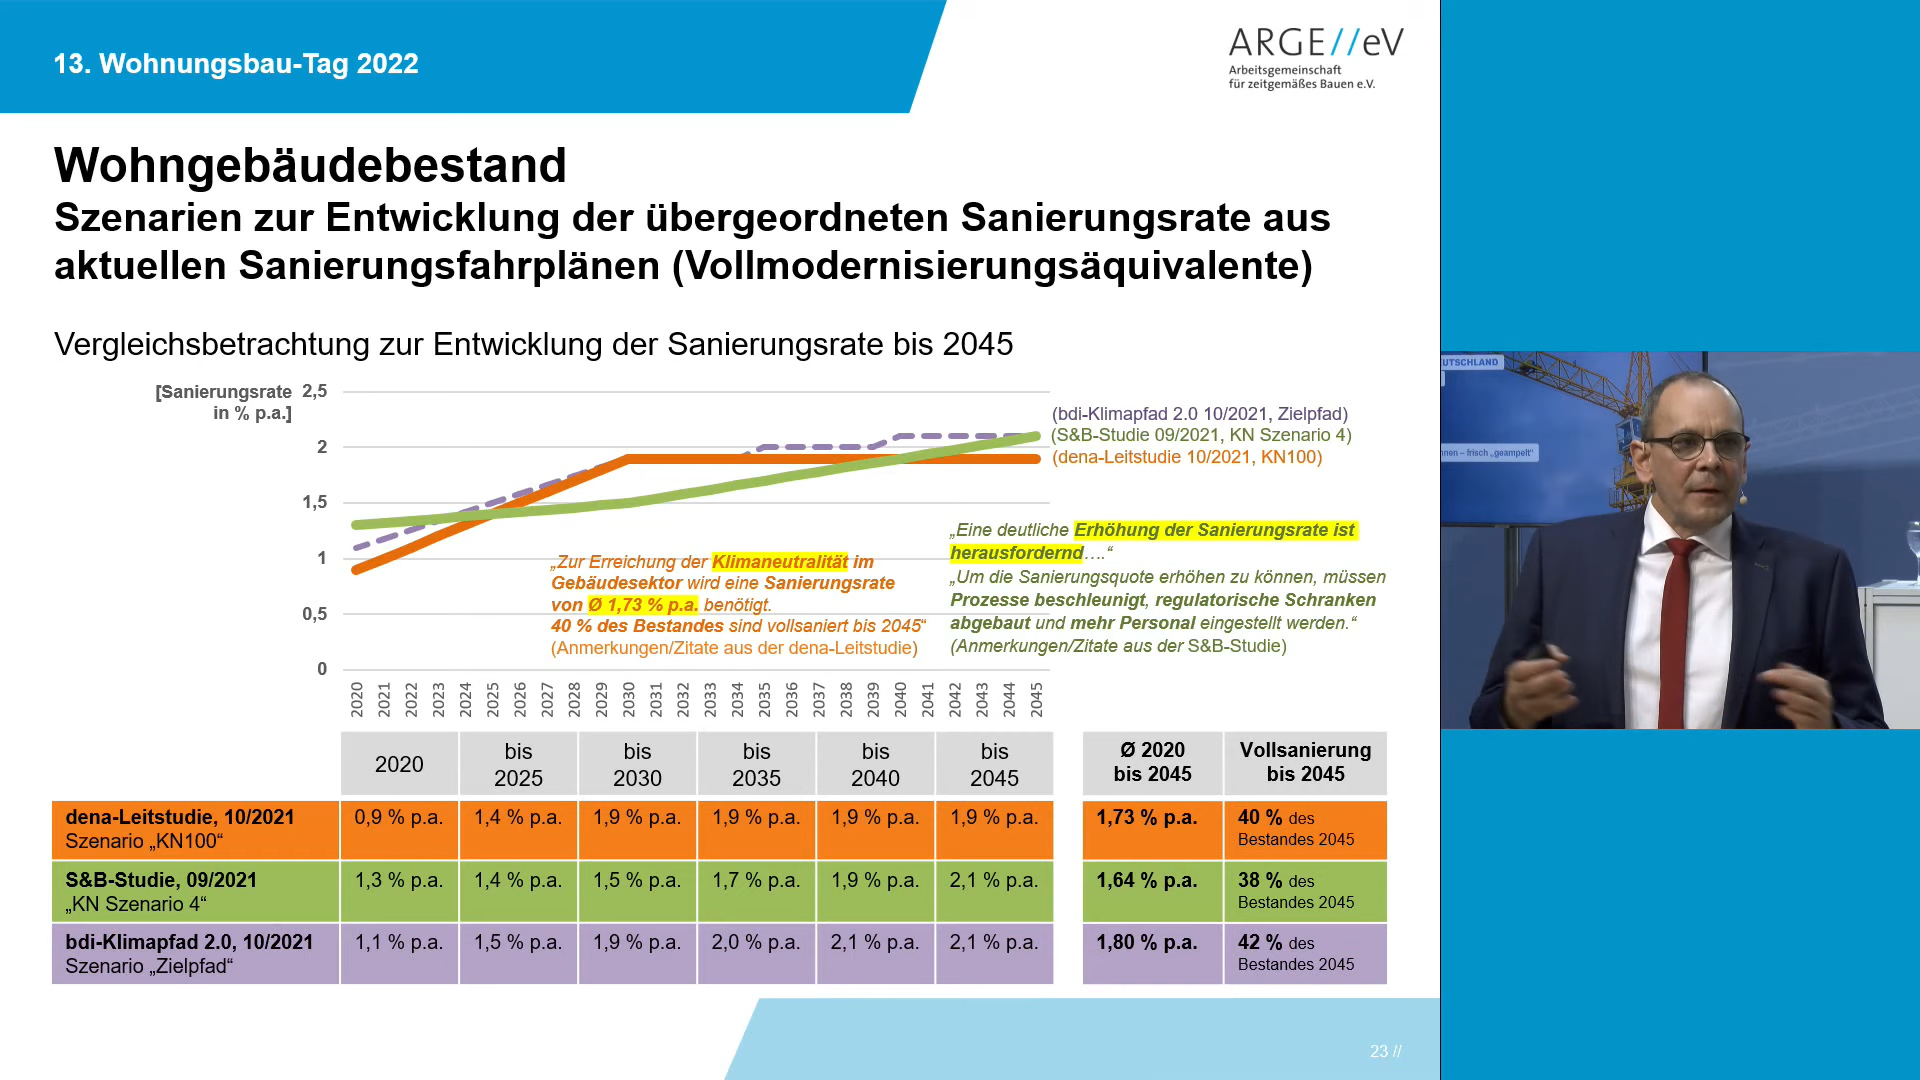 13. Wohnungsbau-Tag 2022
ARGE//eV
Arbeitsgemeinschaft
für zeitgemäßes Bauen e.V.
Wohngebäudebestand
Szenarien zur Entwicklung der übergeordneten Sanierungsrate aus
aktuellen Sanierungsfahrplänen (Vollmodernisierungsäquivalente)
Vergleichsbetrachtung zur Entwicklung der Sanierungsrate bis 2045
[Sanierungsrate
in % p.a.]
2,5
2
1,5
1
0,5
0
(bdi-Klimapfad 2.0 10/2021, Zielpfad)
(S&B-Studie 09/2021, KN Szenario 4)
(dena-Leitstudie 10/2021, KN100)
„Zur Erreichung der Klimaneutralität im
Gebäudesektor wird eine Sanierungsrate
von Ø 1,73 % p.a. benötigt.
40 % des Bestandes sind vollsaniert bis 2045“
(Anmerkungen/Zitate aus der dena-Leitstudie)
„Eine deutliche Erhöhung der Sanierungsrate ist
herausfordernd….“
„Um die Sanierungsquote erhöhen zu können, müssen
Prozesse beschleunigt, regulatorische Schranken
abgebaut und mehr Personal eingestellt werden.“
(Anmerkungen/Zitate aus der S&B-Studie)
2020 2021 2022 2023 2024 2025 2026 2027 2028 2029 2030 2031 2032 2033 2034 2035 2036 2037 2038 2039 2040 2041 2042 2043 2044 2045
2020 bis 2025 bis 2030 bis 2035 bis 2040 bis 2045 Ø 2020 bis 2045 Vollsanierung bis 2045
dena-Leitstudie, 10/2021 0,9 % p.a. 1,4 % p.a. 1,9 % p.a. 1,9 % p.a. 1,9 % p.a. 1,9 % p.a. 1,73 % p.a. 40 % des
Szenario „KN100“ Bestandes 2045
S&B-Studie, 09/2021 1,3 % p.a. 1,4 % p.a. 1,5 % p.a. 1,7 % p.a. 1,9 % p.a. 2,1 % p.a. 1,64 % p.a. 38 % des
„KN Szenario 4“ Bestandes 2045
bdi-Klimapfad 2.0, 10/2021 1,1 % p.a. 1,5 % p.a. 1,9 % p.a. 2,0 % p.a. 2,1 % p.a. 2,1 % p.a. 1,80 % p.a. 42 % des
Szenario „Zielpfad“ Bestandes 2045
23 //
EUTSCHLAND
nnen – frisch „geampelt“